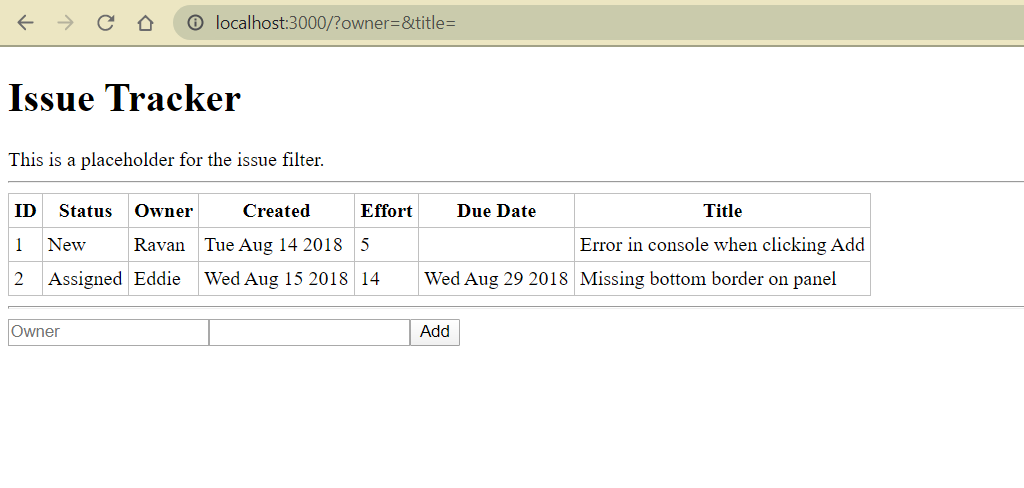 localhost:3000/?owner=&title=
Issue Tracker
This is a placeholder for the issue filter.
ID Status Owner Created Effort Due Date Title
1 New Ravan Tue Aug 14 2018 5 Error in console when clicking Add
2 Assigned Eddie Wed Aug 15 2018 14 Wed Aug 29 2018 Missing bottom border on panel
Owner Add